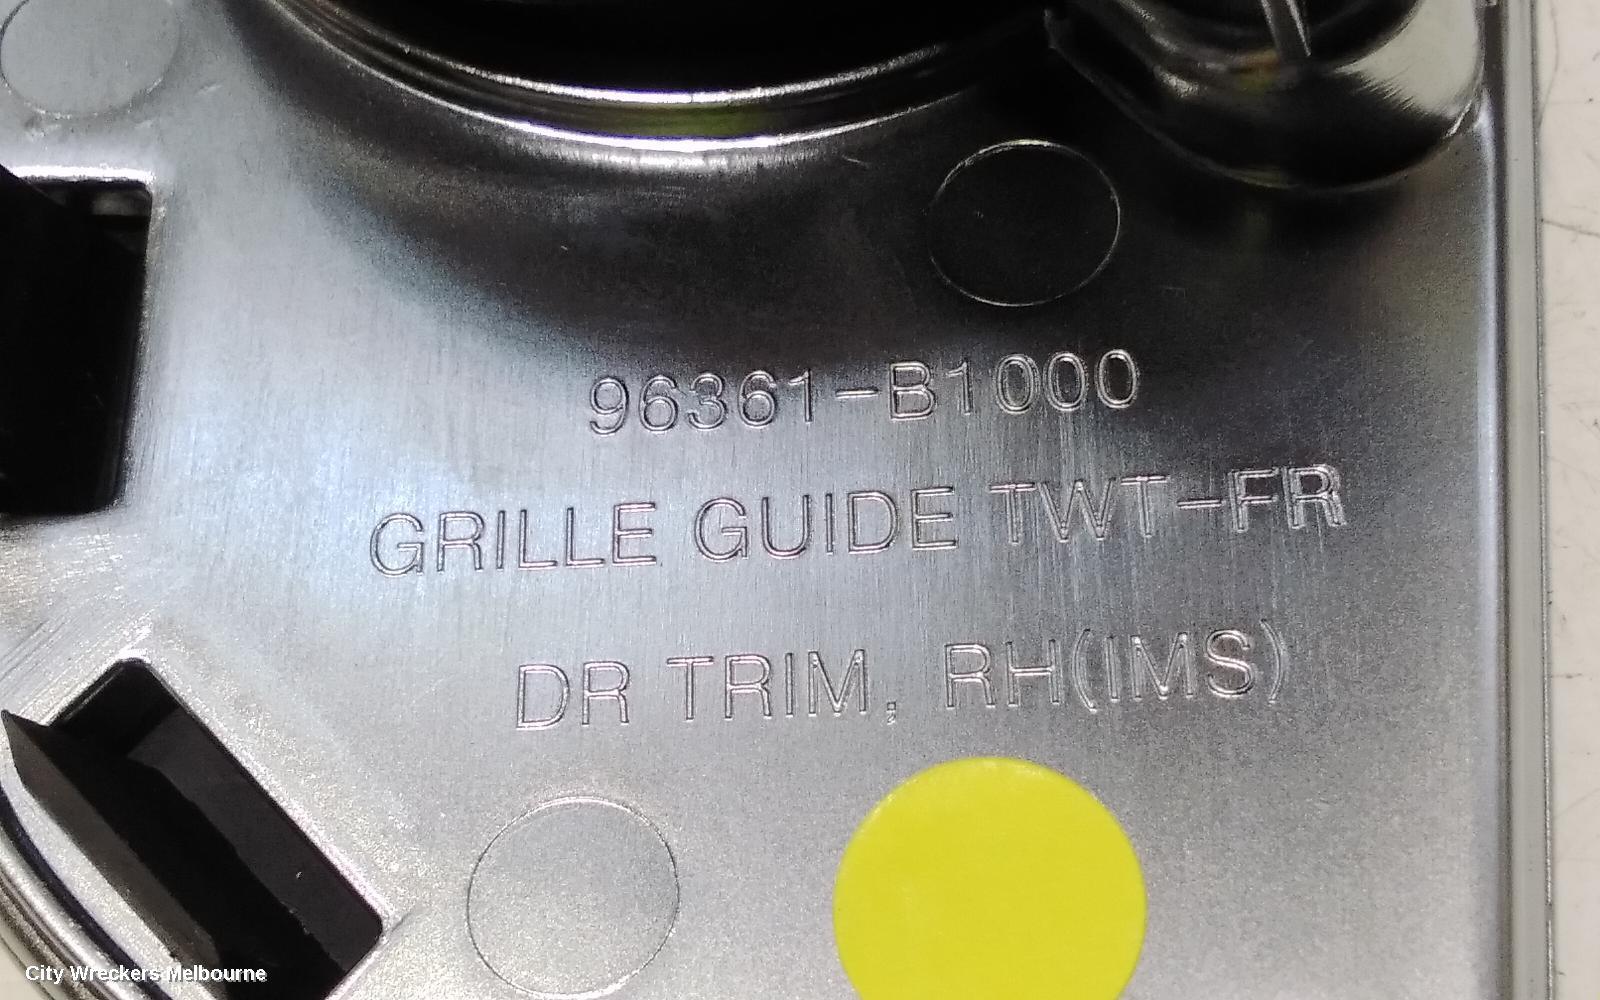 96361-B1000
GRILLE GUIDE TWT-FR
DR TRIM, RH(IMS)
City Wreckers Melbourne